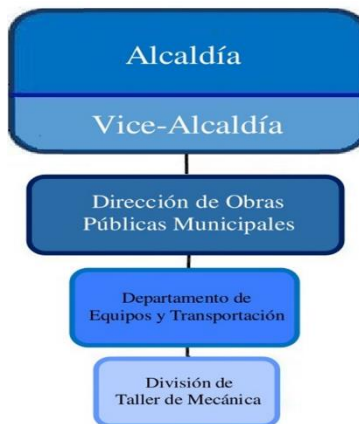 Alcaldía
Vice-Alcaldía
Dirección de Obras
Públicas Municipales
Departamento de
Equipos y Transportación
División de
Taller de Mecánica